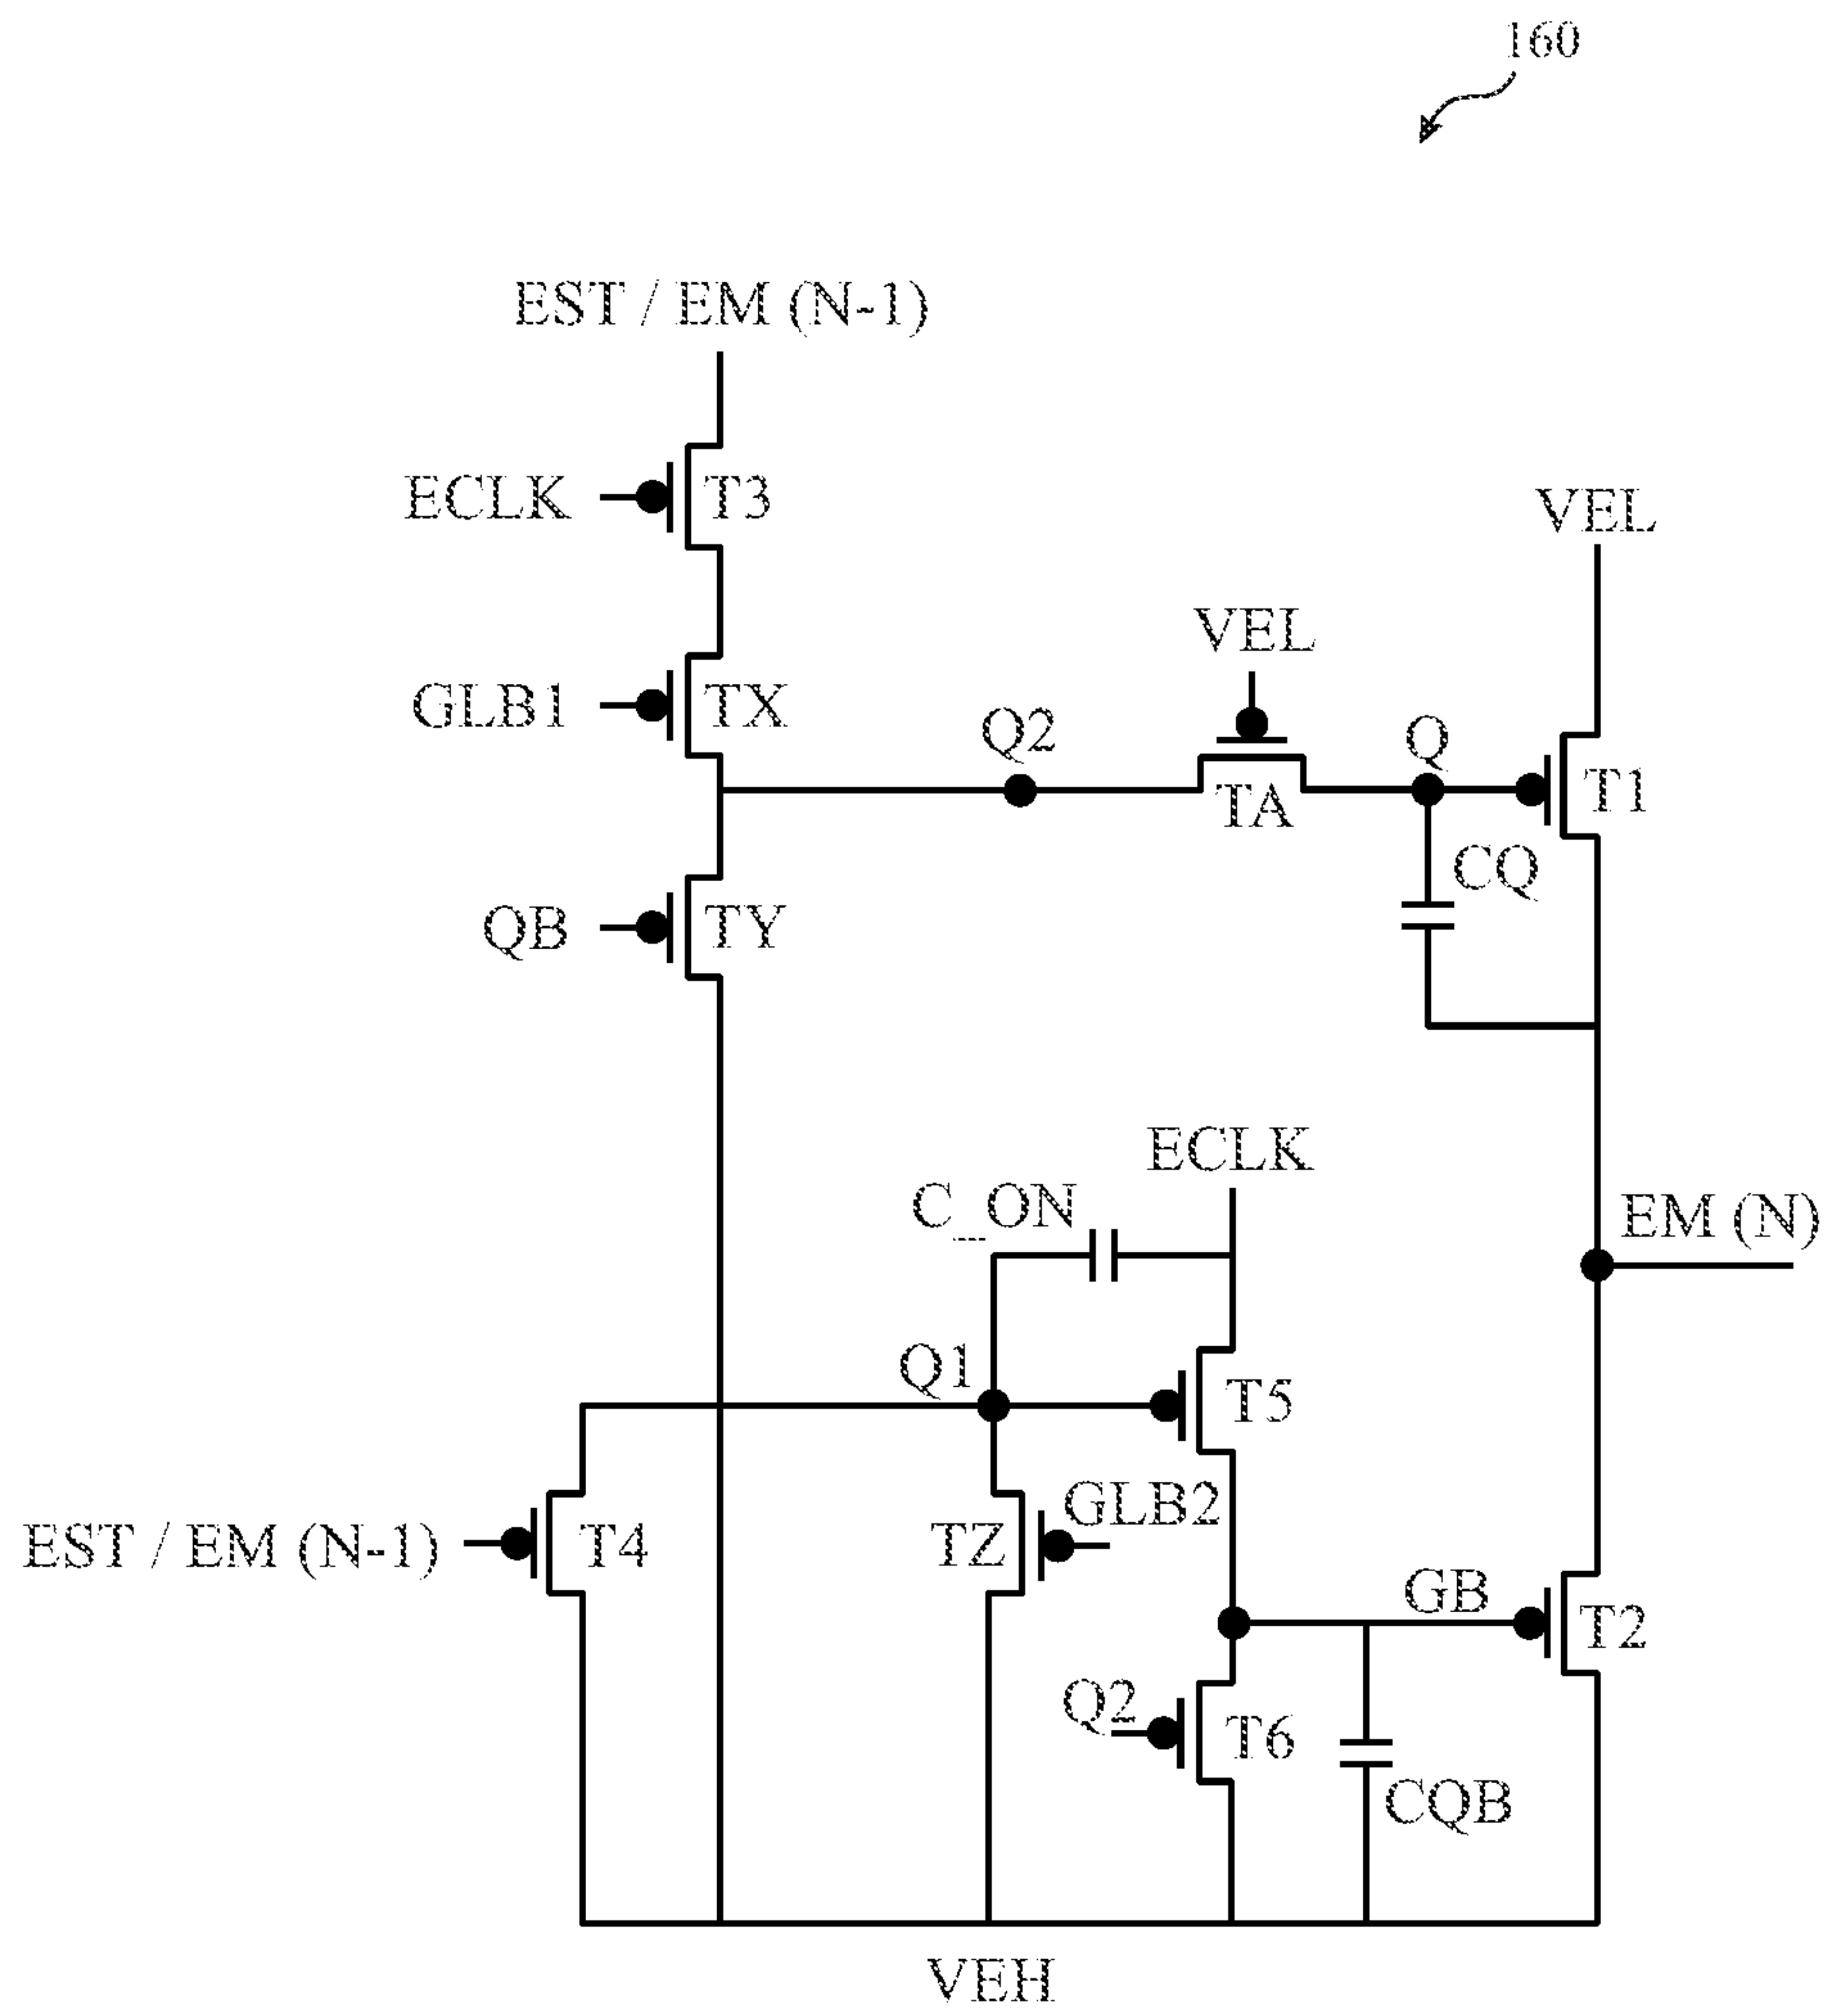 160
EST / EM (N-1)
ECLK
T3
VEL
VEL
GLB1
TX
Q2
Q
TA
T1
CQ
QB
TY
ECLK
C_ON
EM (N)
Q1
T5
GLB2
EST / EM (N-1)
T4
TZ
GB
T2
Q2
T6
CQB
VEH